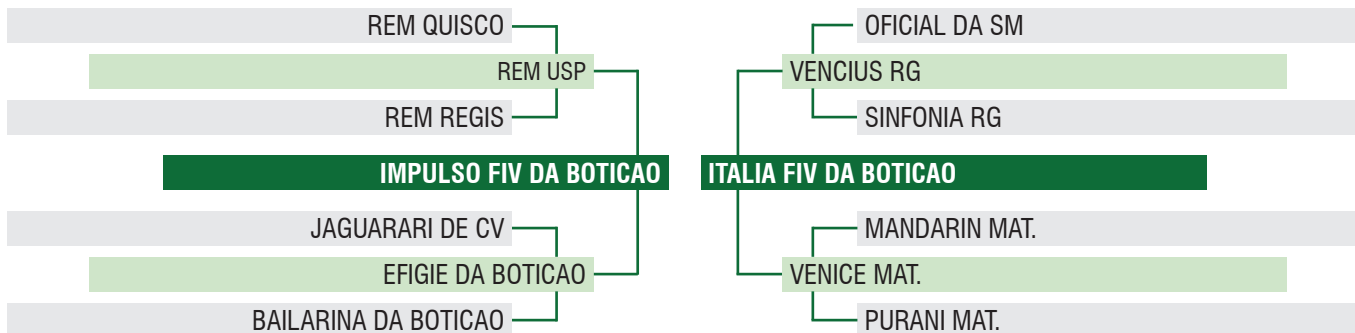 REM QUISCO
REM USP
REM REGIS
IMPULSO FIV DA BOTICAO
JAGUARARI DE CV
EFIGIE DA BOTICAO
BAILARINA DA BOTICAO
OFICIAL DA SM
VENCIUS RG
SINFONIA RG
ITALIA FIV DA BOTICAO
MANDARIN MAT.
VENICE MAT.
PURANI MAT.